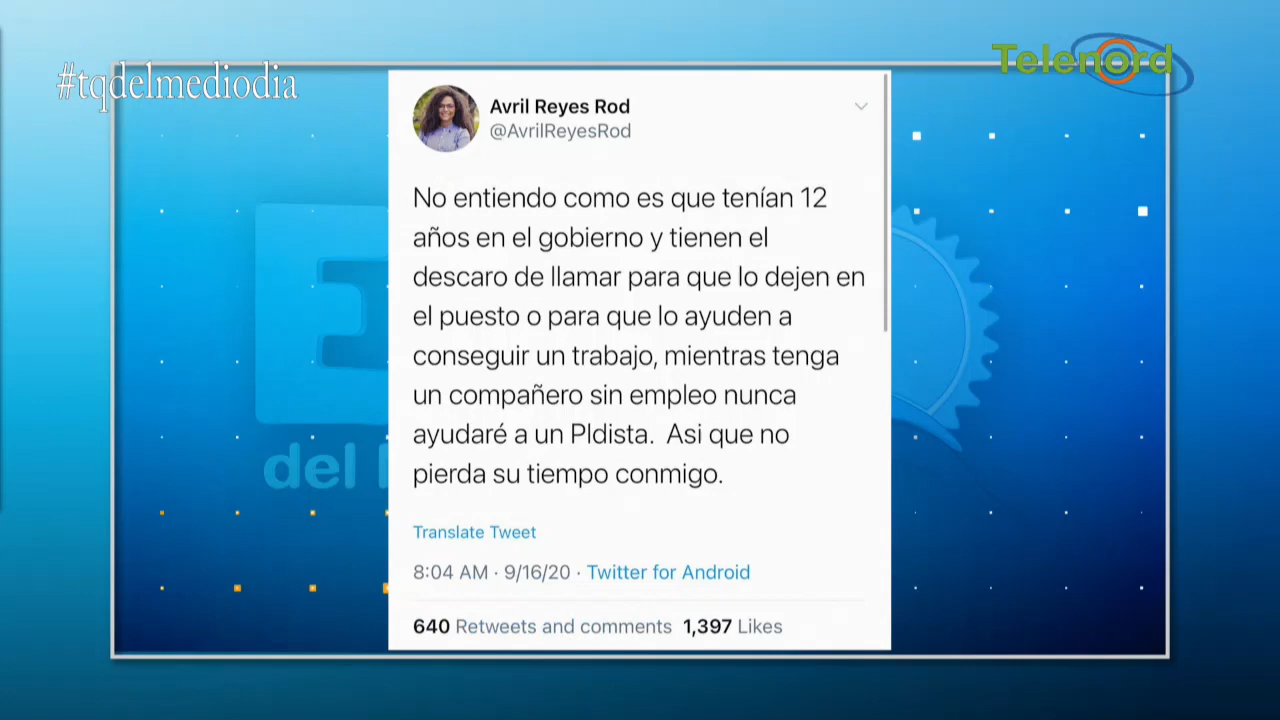 #tqdelmediodia
Telenord
Avril Reyes Rod
@AvrilReyesRod
No entiendo como es que tenían 12
años en el gobierno y tienen el
descaro de llamar para que lo dejen en
el puesto o para que lo ayuden a
conseguir un trabajo, mientras tenga
un compañero sin empleo nunca
ayudaré a un Pldista.  Asi que no
pierda su tiempo conmigo.
Translate Tweet
8:04 AM · 9/16/20 · Twitter for Android
640 Retweets and comments 1,397 Likes
del